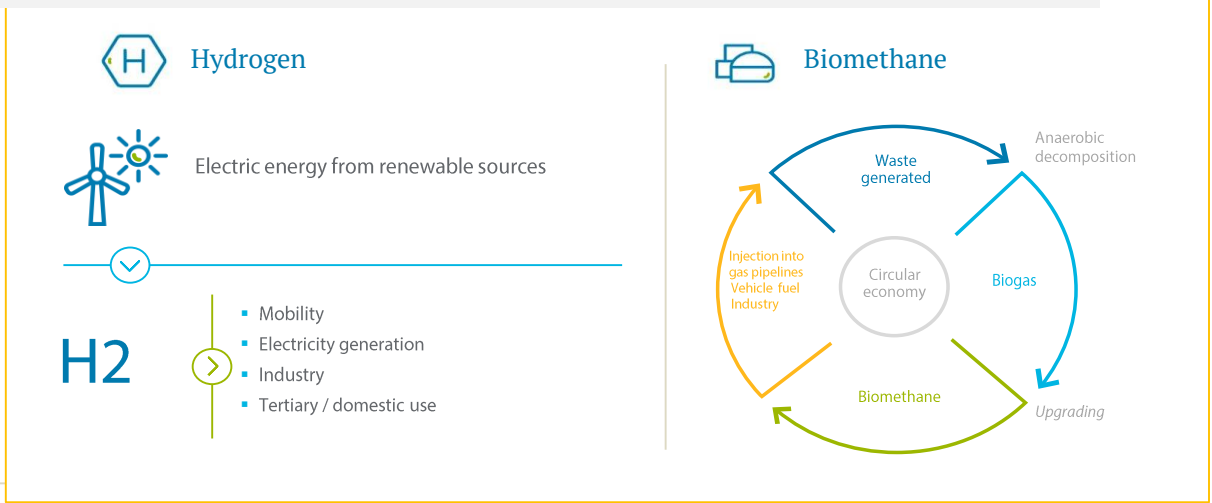 H
Hydrogen
Electric energy from renewable sources
H2
Mobility
Electricity generation
Industry
Tertiary / domestic use
Biomethane
Waste
generated
Anaerobic
decomposition
Biogas
Upgrading
Biomethane
Injection into
gas pipelines
Vehicle fuel
Industry
Circular
economy